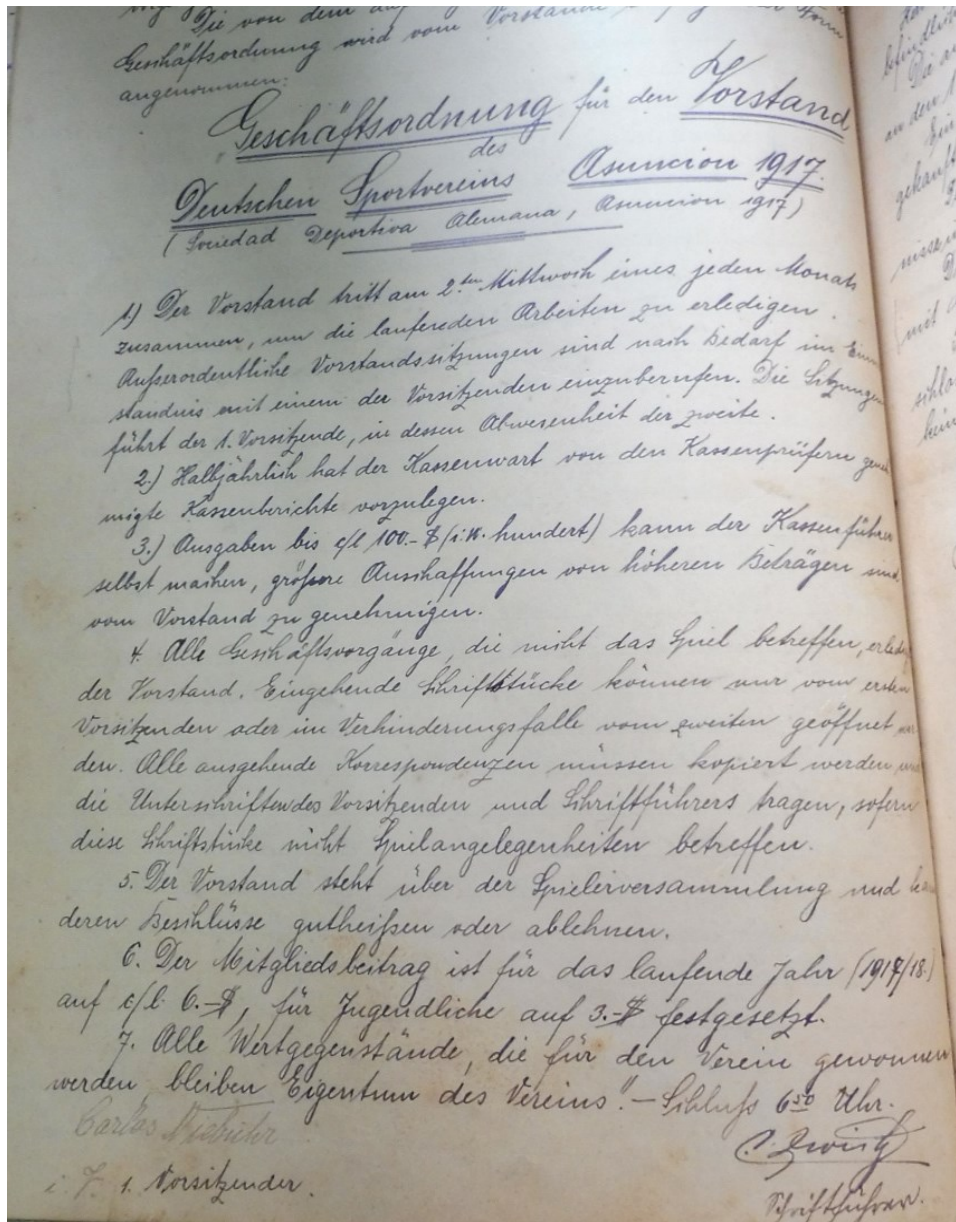 Die von dem
Geschäftsordnung wird vom Vorstande in
angenommen:
Geschäftsordnung für den Vorstand
des
Deutschen Sportvereins Asuncion 1917.
(Sociedad Deportiva Alemana, Asuncion 1917)
1.) Der Vorstand tritt am 2ten Mittwoch eines jeden Monats
zusammen, um die laufenden Arbeiten zu erledigen.
Außerordentliche Vorstandssitzungen sind nach Bedarf im Einver
ständnis mit einem der Vorsitzenden einzuberufen. Die Sitzungen
führt der 1. Vorsitzende, in dessen Abwesenheit der zweite.
2.) Halbjährlich hat der Kassenwart von den Kassenprüfern geneh
migte Kassenberichte vorzulegen.
3.) Ausgaben bis c/l 100.- $ (i.W. hundert) kann der Kassenführer
selbst machen, größere Anschaffungen von höheren Beträgen sind
vom Vorstand zu genehmigen.
4. Alle Geschäftsvorgänge, die nicht das Spiel betreffen, erledigt
der Vorstand. Eingehende Schriftstücke können nur vom ersten
Vorsitzenden oder im Verhinderungsfalle vom zweiten geöffnet wer
den. Alle ausgehende Korrespondenzen müssen kopiert werden und
die Unterschriften des Vorsitzenden und Schriftführers tragen, sofern
diese Schriftstücke nicht Spielangelegenheiten betreffen.
5. Der Vorstand steht über der Spielerversammlung und kann
deren Beschlüsse gutheißen oder ablehnen.
6. Der Mitgliedsbeitrag ist für das laufende Jahr (1917/18)
auf c/l. 6.-$, für Jugendliche auf 3.-$ festgesetzt.
7. Alle Wertgegenstände, die für den Verein gewonnen
werden, bleiben Eigentum des Vereins". — Schluß 6 50 Uhr.
Carlos Niebuhr
i. V. 1. Vorsitzender.
Schriftführer.